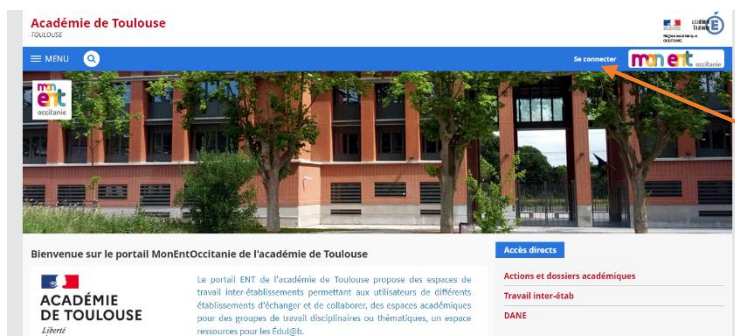 Académie de Toulouse
TOULOUSE
MENU
Se connecter
mon ent occitanie
mon
ent
occitanie
Bienvenue sur le portail MonEntOccitanie de l'académie de Toulouse
ACADÉMIE
DE TOULOUSE
Liberté
Le portail ENT de l'académie de Toulouse propose des espaces de
travail inter-établissements permettant aux utilisateurs de différents
établissements d'échanger et de collaborer, des espaces académiques
pour des groupes de travail disciplinaires ou thématiques, un espace
ressources pour les Édul@b.
Accès directs
Actions et dossiers académiques
Travail inter-étab
DANE